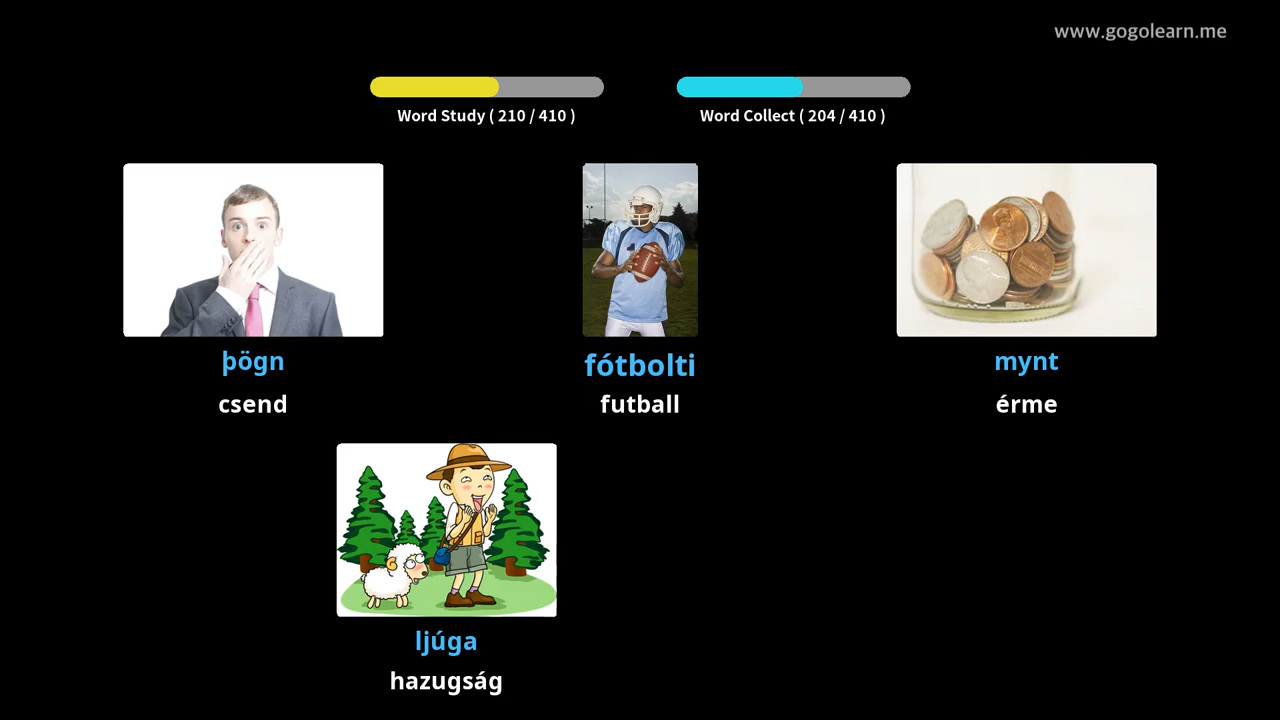 www.gogolearn.me
Word Study ( 210 / 410 )
Word Collect ( 204 / 410 )
þögn
fótbolti
mynt
csend
futball
érme
ljúga
hazugság